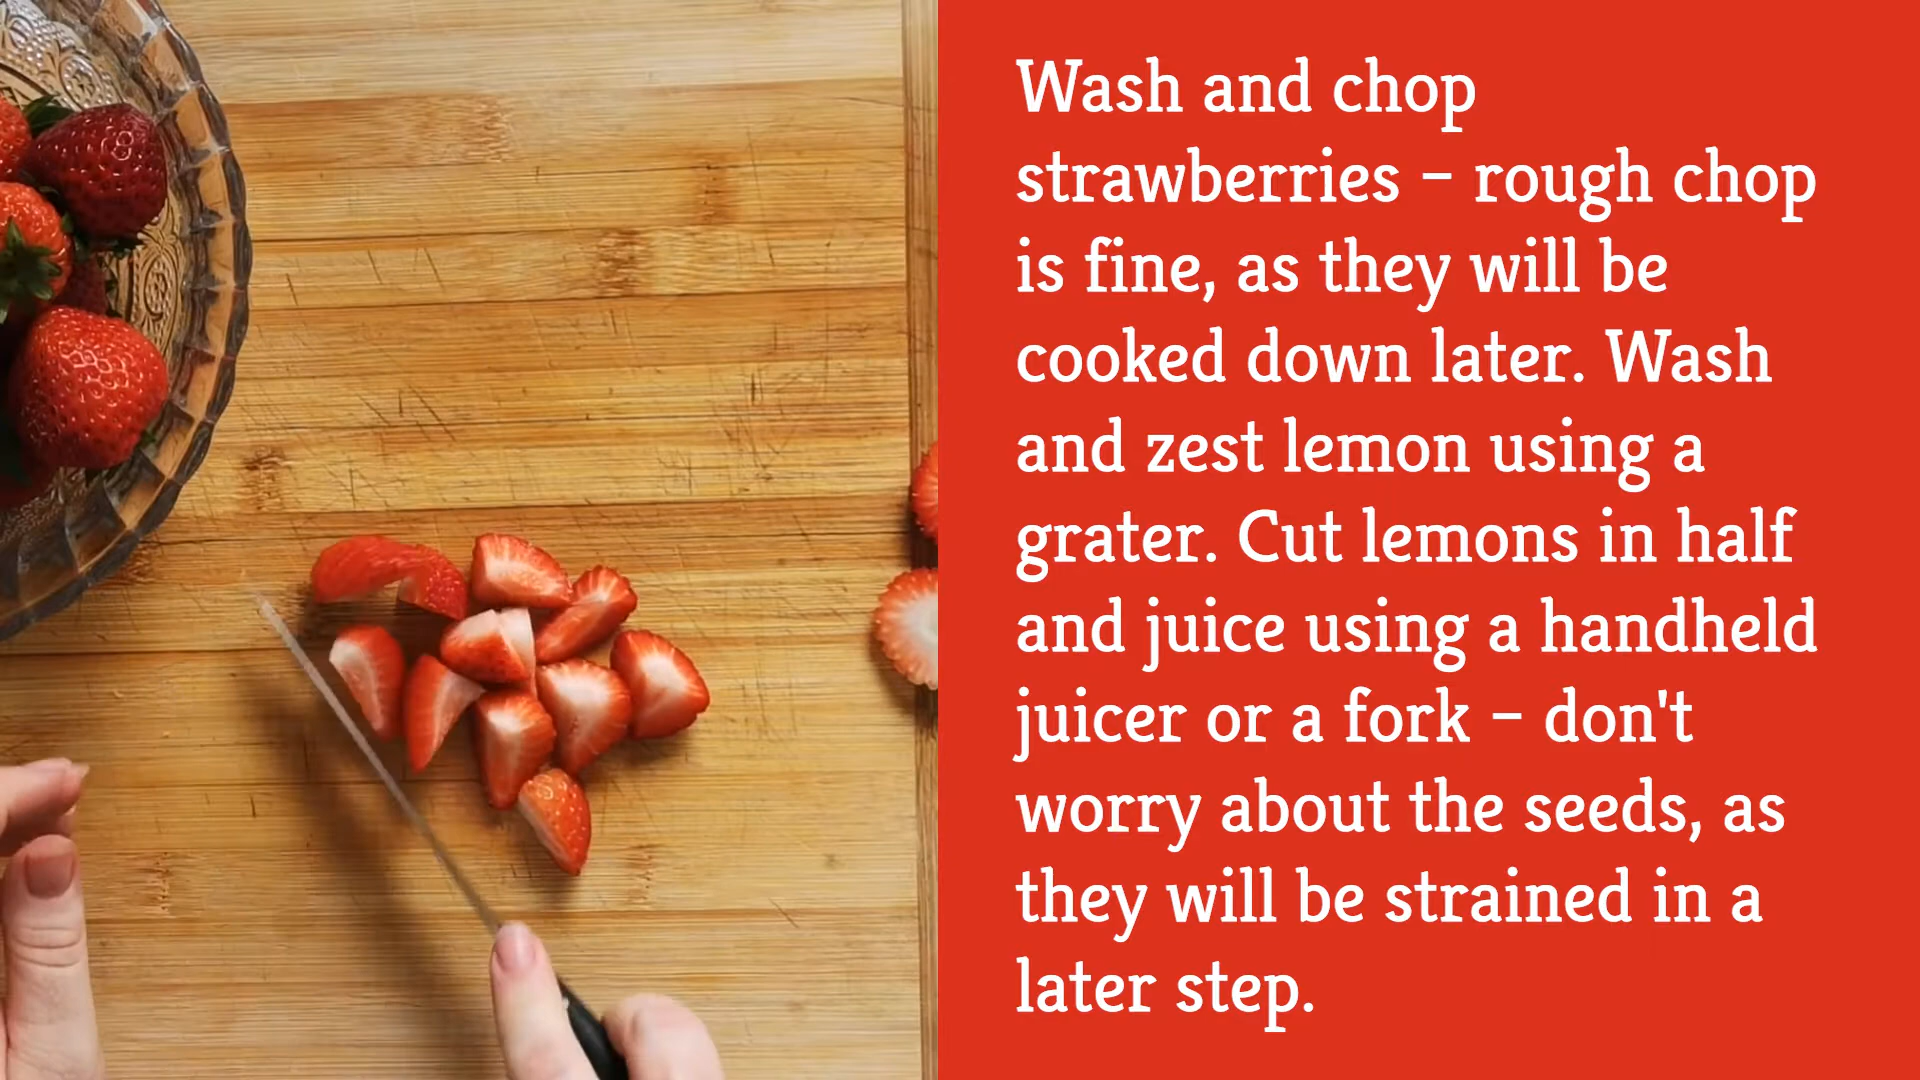 Wash and chop
strawberries – rough chop
is fine, as they will be
cooked down later. Wash
and zest lemon using a
grater. Cut lemons in half
and juice using a handheld
juicer or a fork – don't
worry about the seeds, as
they will be strained in a
later step.